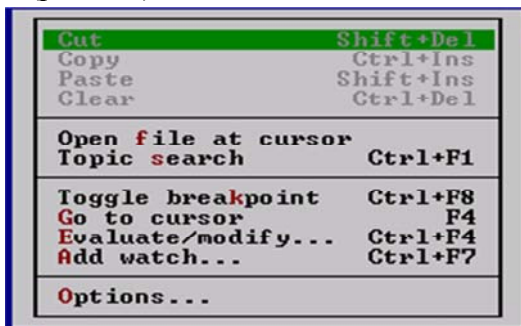 Cut Shift+Del
Copy Ctrl+Ins
Paste Shift+Ins
Clear Ctrl+Del
Open file at cursor
Topic search Ctrl+F1
Toggle breakpoint Ctrl+F8
Go to cursor F4
Evaluate/modify... Ctrl+F4
Add watch... Ctrl+F7
Options...